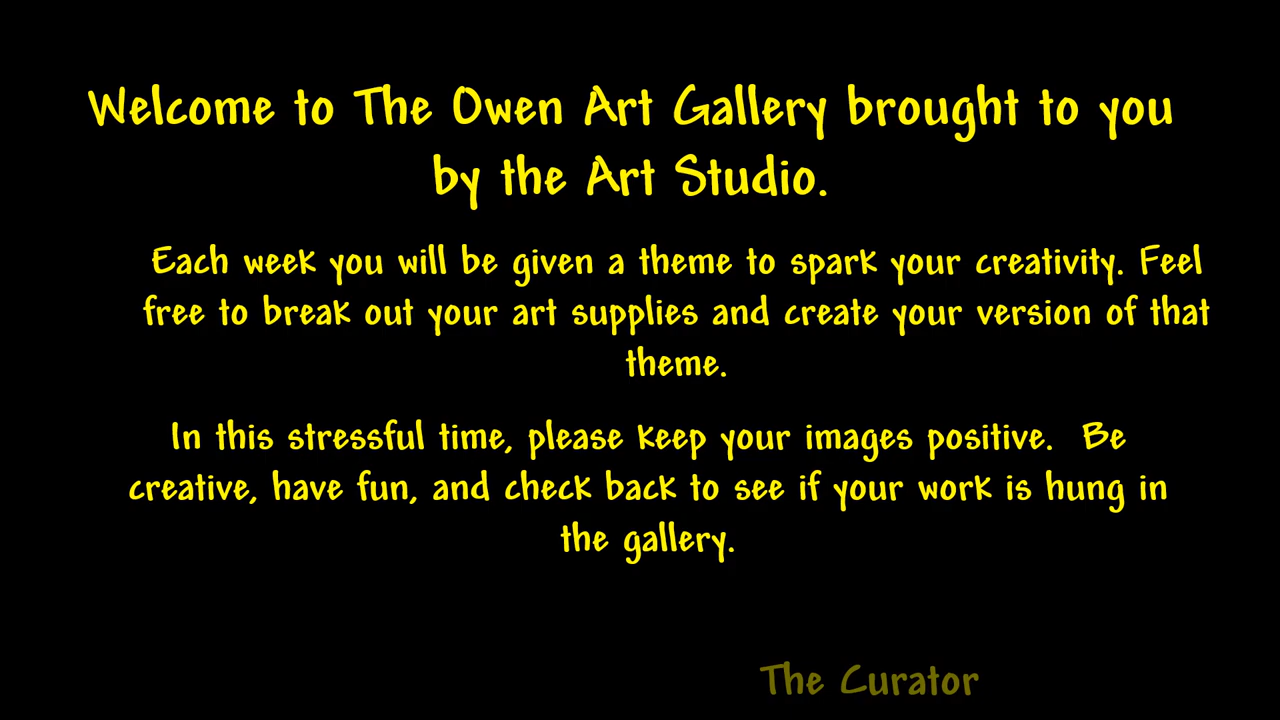 Welcome to The Owen Art Gallery brought to you
by the Art Studio.
Each week you will be given a theme to spark your creativity. Feel
free to break out your art supplies and create your version of that
theme.
In this stressful time, please keep your images positive.  Be
creative, have fun, and check back to see if your work is hung in
the gallery.
The Curator